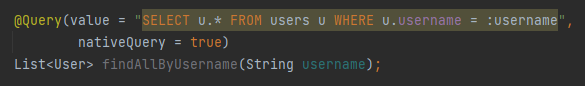 @Query(value = "SELECT u.* FROM users u WHERE u.username = :username",
nativeQuery = true)
List<User> findAllByUsername(String username);